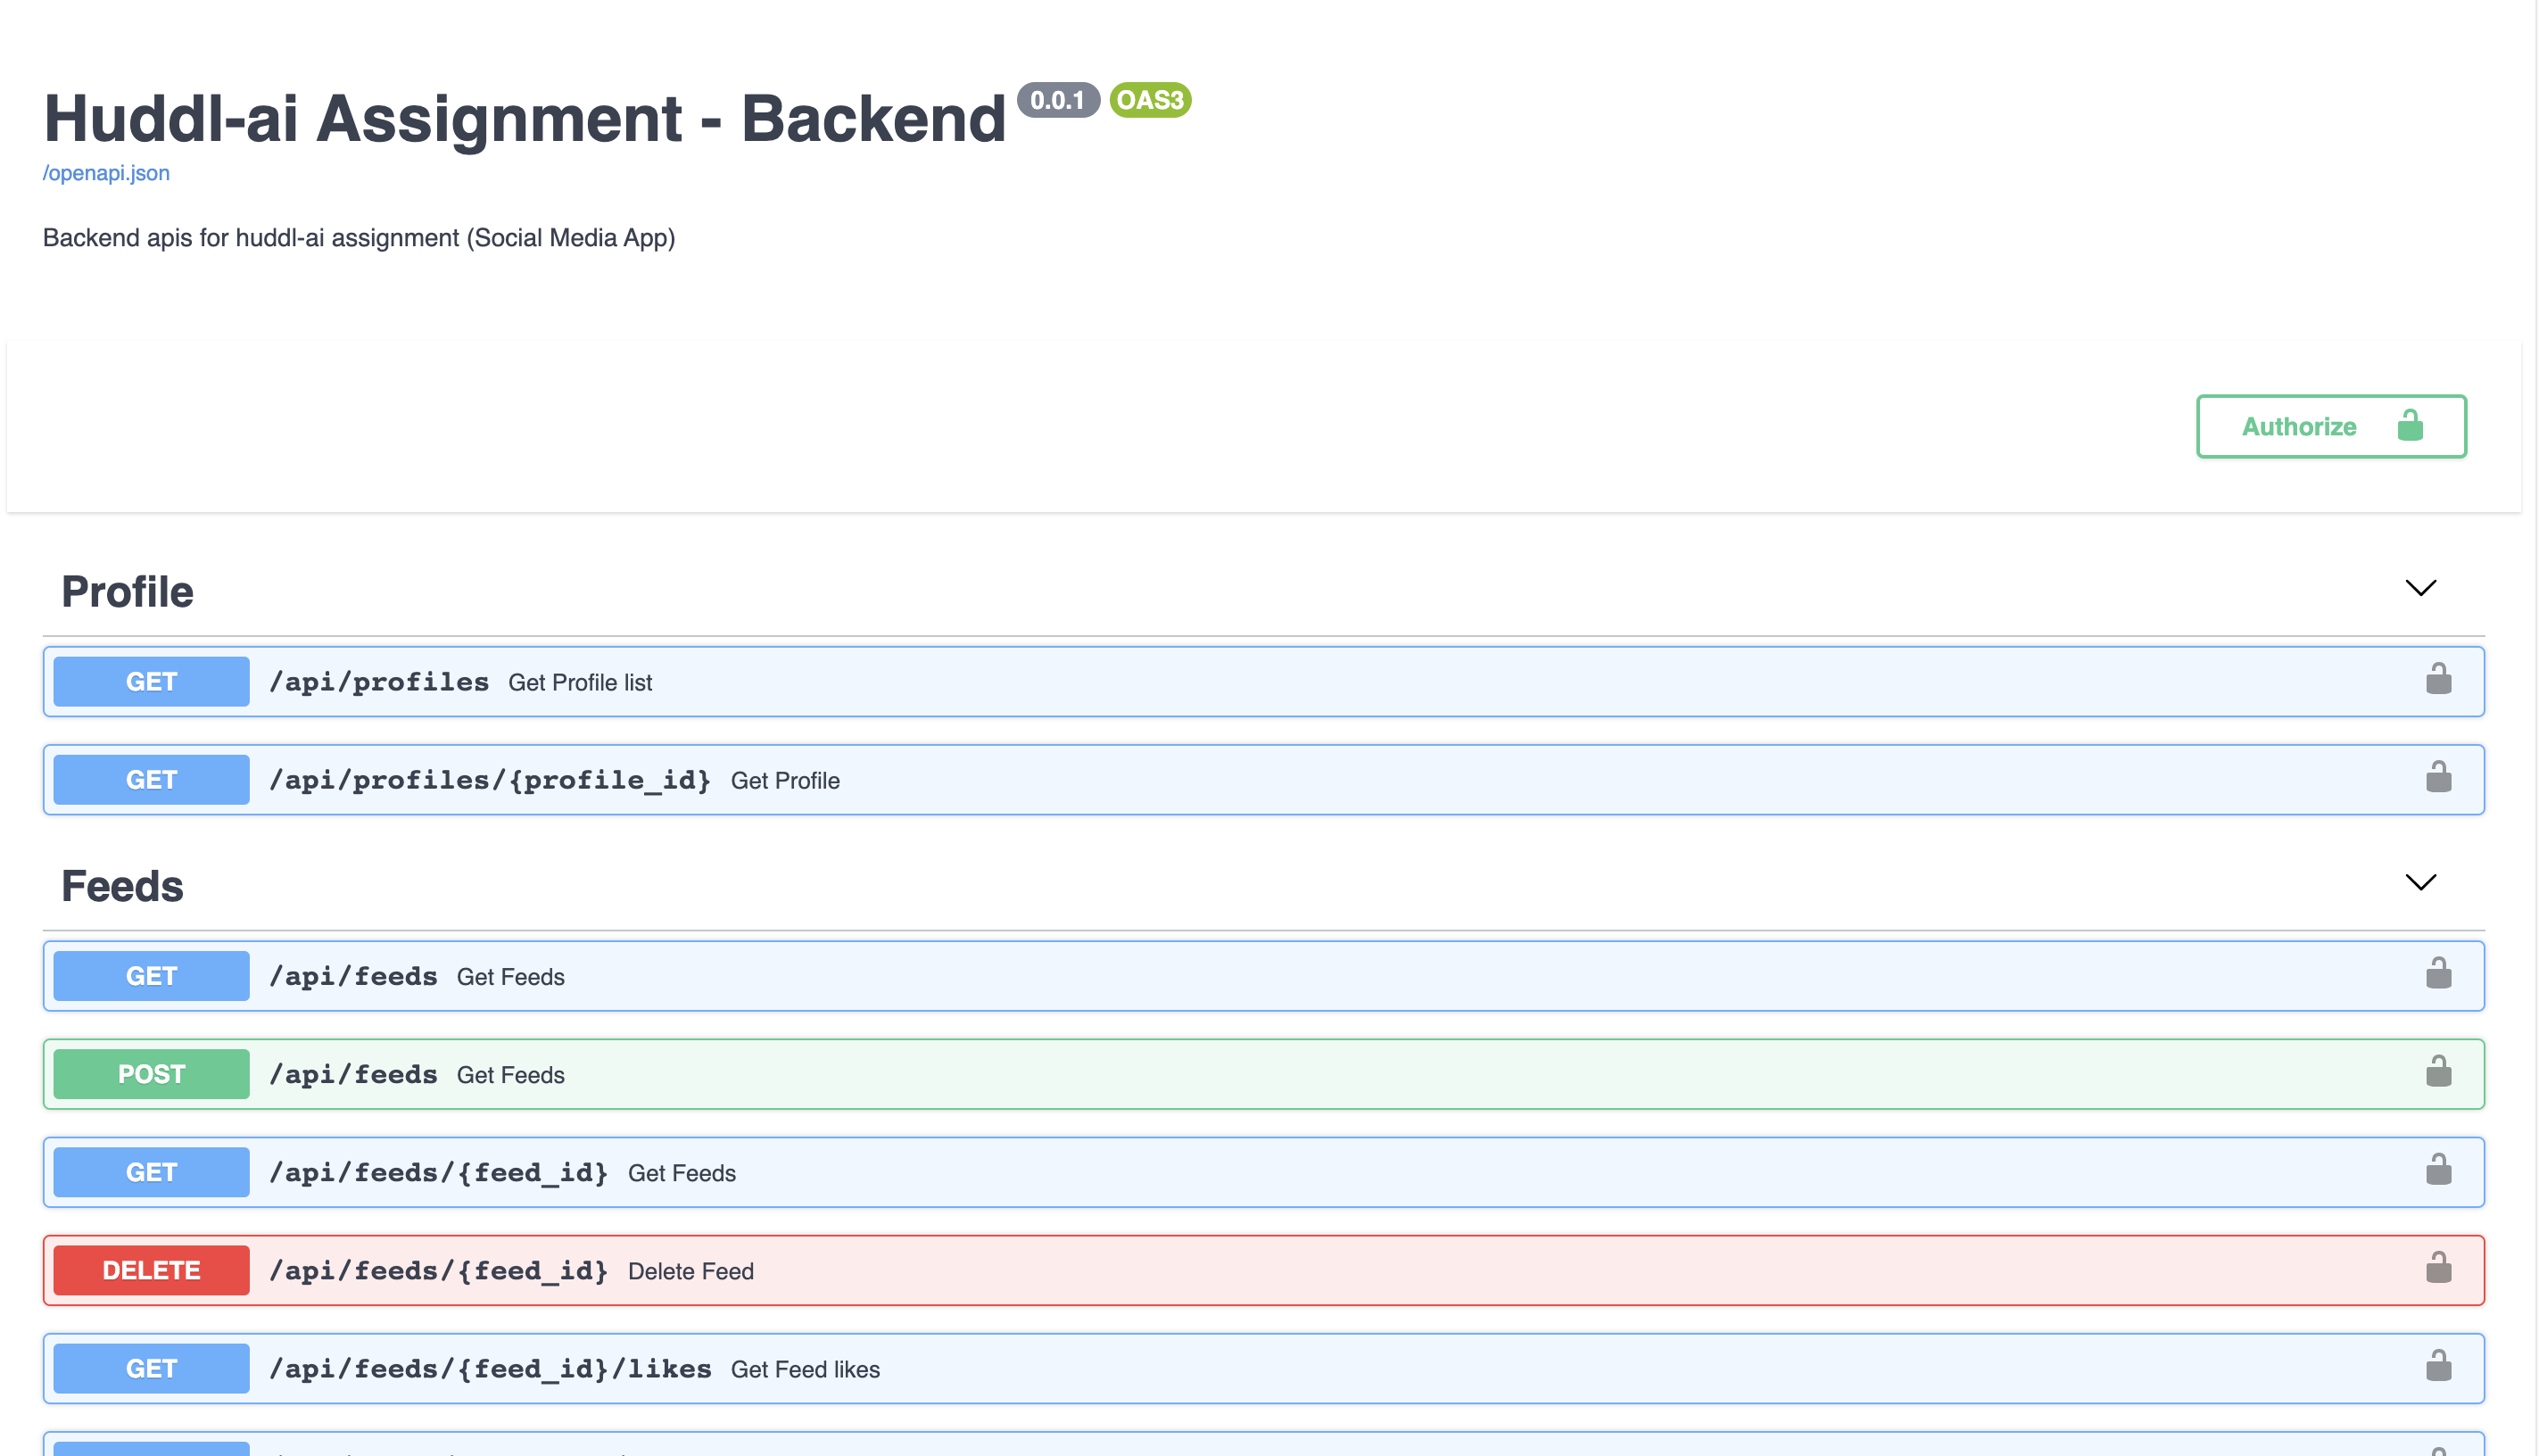 Huddl-ai Assignment - Backend 0.0.1 OAS3
/openapi.json
Backend apis for huddl-ai assignment (Social Media App)
Authorize
Profile
GET /api/profiles Get Profile list
GET /api/profiles/{profile_id} Get Profile
Feeds
GET /api/feeds Get Feeds
POST /api/feeds Get Feeds
GET /api/feeds/{feed_id} Get Feeds
DELETE /api/feeds/{feed_id} Delete Feed
GET /api/feeds/{feed_id}/likes Get Feed likes